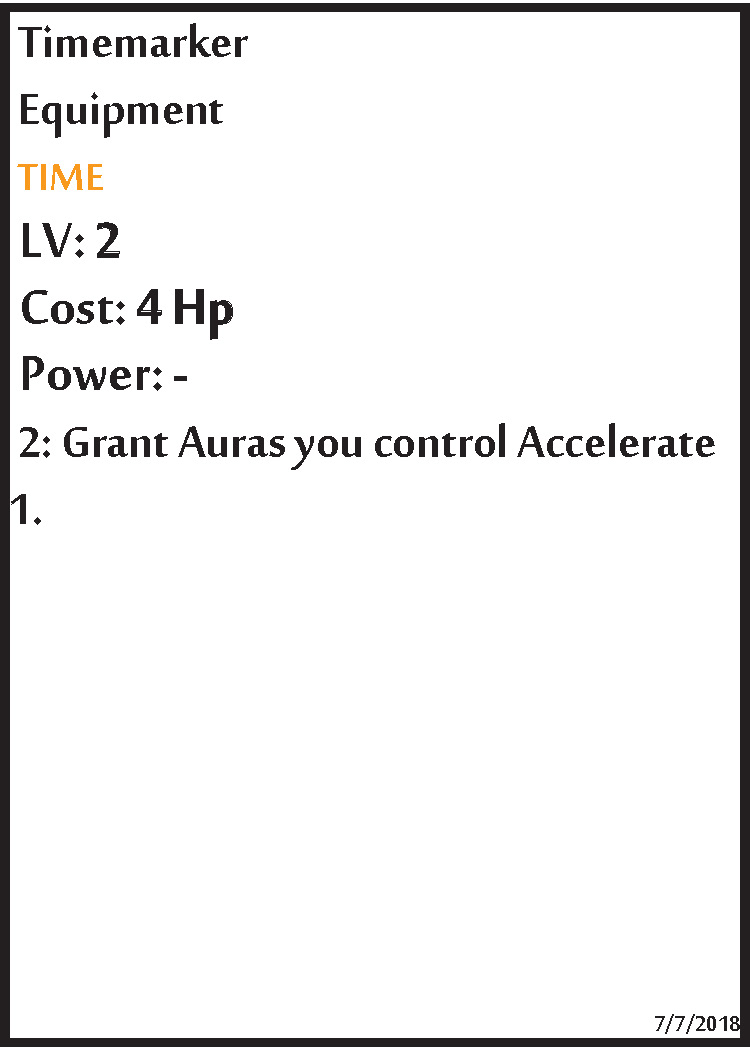 Timemarker
Equipment
TIME
LV: 2
Cost: 4 Hp
Power: -
2: Grant Auras you control Accelerate
1.
7/7/2018